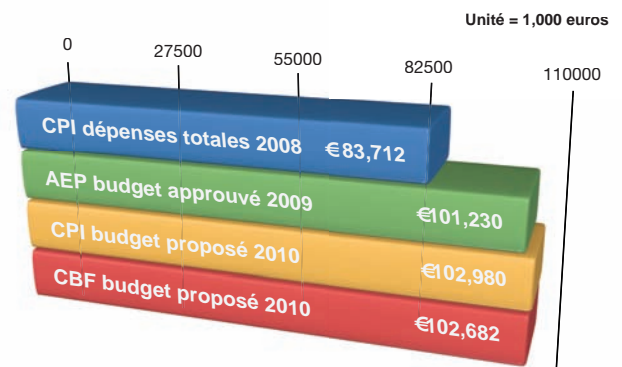 Unité = 1,000 euros
0 27500 55000 82500 110000
CPI dépenses totales 2008 €83,712
AEP budget approuvé 2009 €101,230
CPI budget proposé 2010 €102,980
CBF budget proposé 2010 €102,682